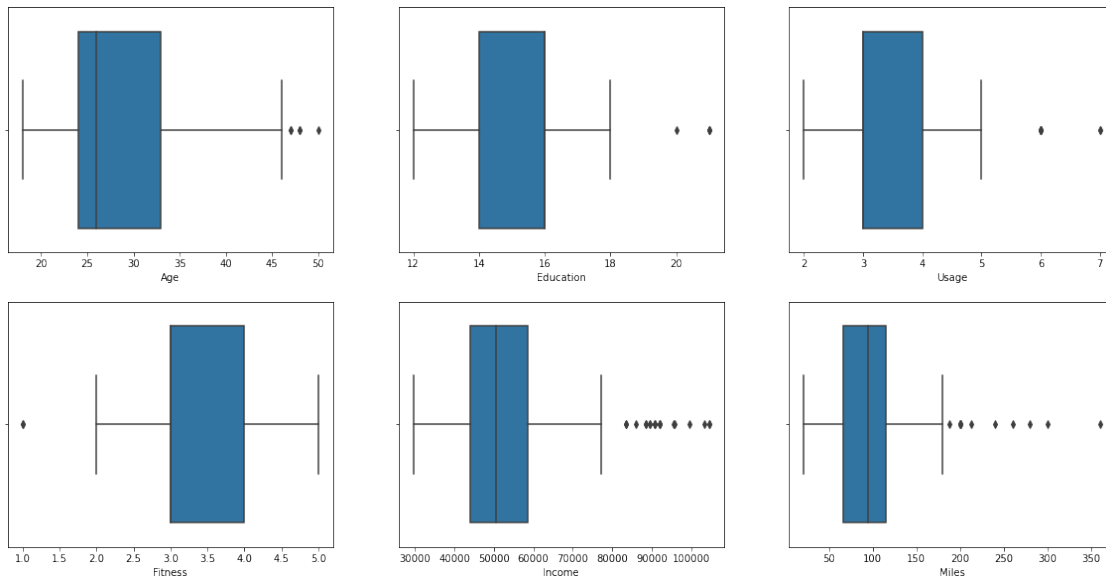 20 25 30 35 40 45 50
Age
12 14 16 18 20
Education
2 3 4 5 6 7
Usage
1.0 1.5 2.0 2.5 3.0 3.5 4.0 4.5 5.0
Fitness
30000 40000 50000 60000 70000 80000 90000 100000
Income
50 100 150 200 250 300 350
Miles